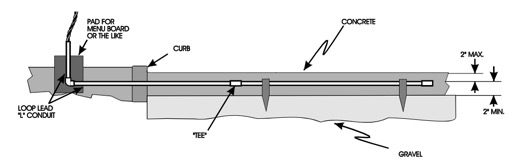 PAD FOR
MENU BOARD
OR THE LIKE
CURB
CONCRETE
2" MAX.
LOOP LEAD
"L" CONDUIT
"TEE"
2" MIN.
GRAVEL